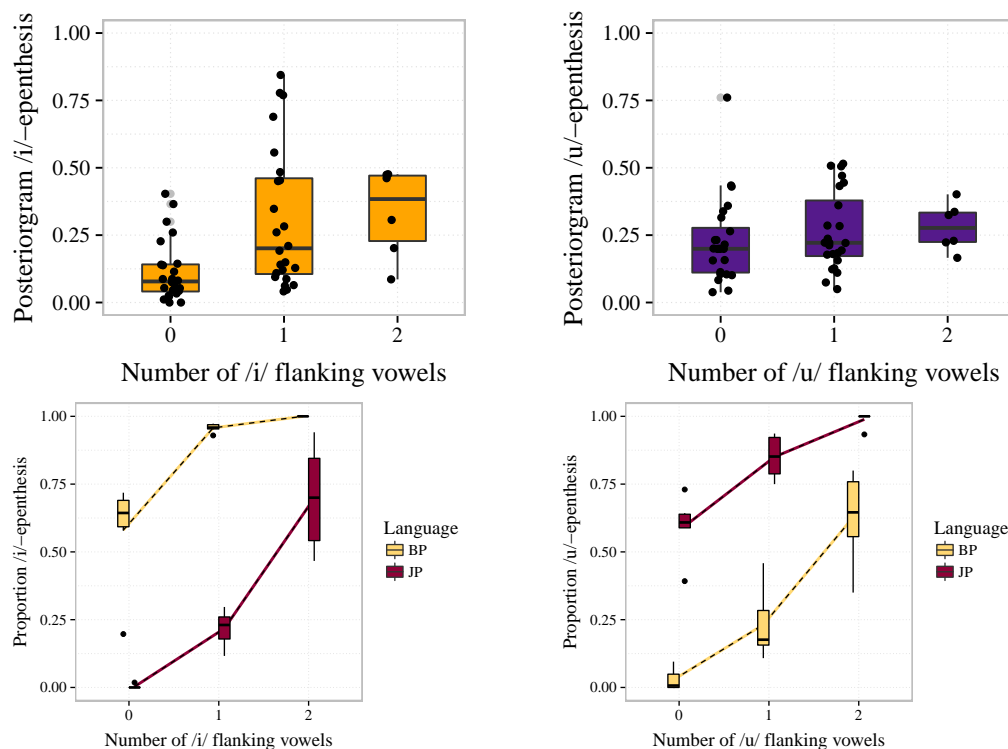 Posteriorgram /i/−epenthesis
1.00
0.75
0.50
0.25
0.00
0 1 2
Number of /i/ flanking vowels
Posteriorgram /u/−epenthesis
1.00
0.75
0.50
0.25
0.00
0 1 2
Number of /u/ flanking vowels
Proportion /i/−epenthesis
1.00
0.75
0.50
0.25
0.00
0 1 2
Number of /i/ flanking vowels
Language
BP
JP
Proportion /u/−epenthesis
1.00
0.75
0.50
0.25
0.00
0 1 2
Number of /u/ flanking vowels
Language
BP
JP